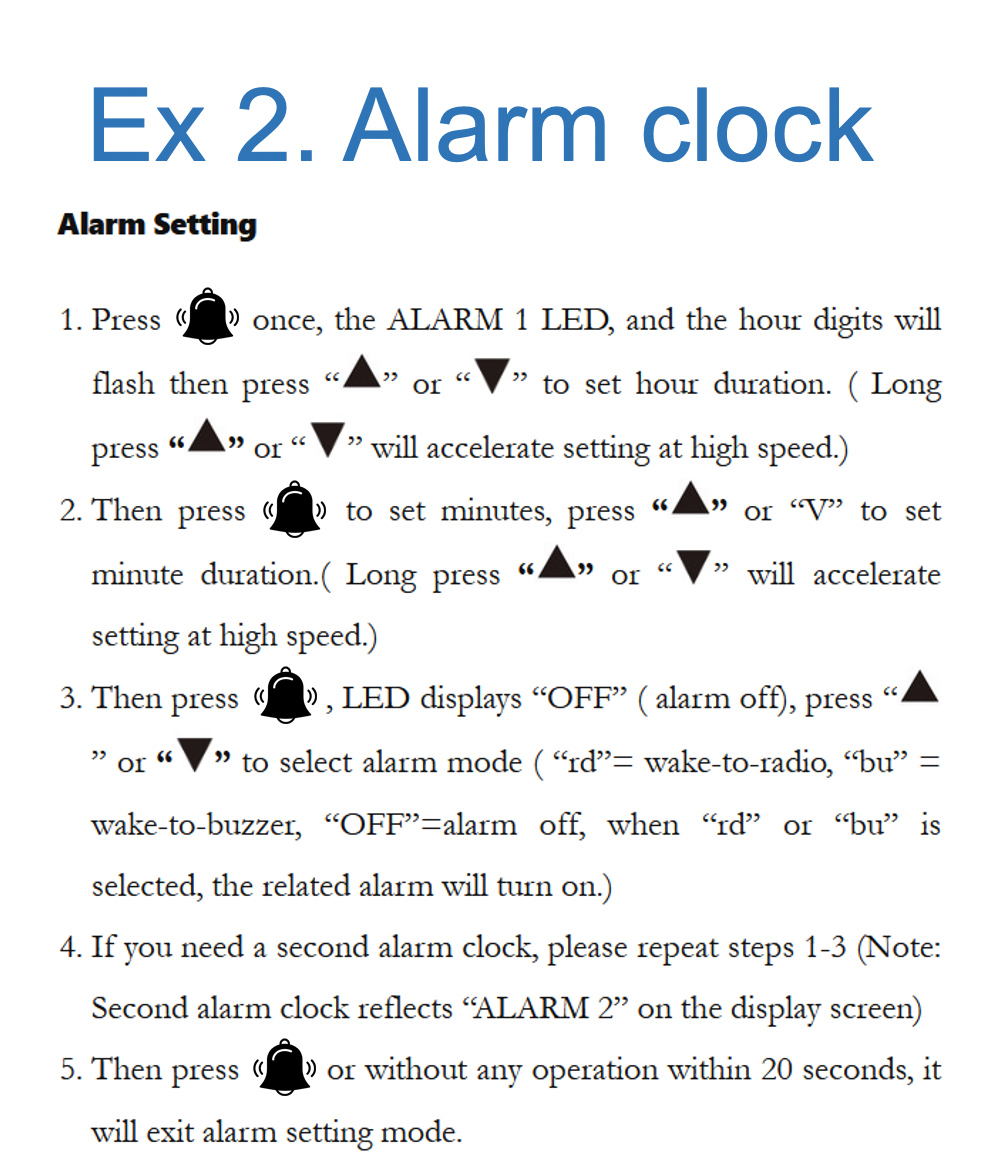 Ex 2. Alarm clock
Alarm Setting
1. Press once, the ALARM 1 LED, and the hour digits will
flash then press “▲” or “▼” to set hour duration. ( Long
press “▲” or “▼” will accelerate setting at high speed.)
2. Then press to set minutes, press “▲” or “V” to set
minute duration.( Long press “▲” or “▼” will accelerate
setting at high speed.)
3. Then press , LED displays “OFF” ( alarm off), press “▲
” or “▼” to select alarm mode ( “rd”= wake-to-radio, “bu” =
wake-to-buzzer, “OFF”=alarm off, when “rd” or “bu” is
selected, the related alarm will turn on.)
4. If you need a second alarm clock, please repeat steps 1-3 (Note:
Second alarm clock reflects “ALARM 2” on the display screen)
5. Then press or without any operation within 20 seconds, it
will exit alarm setting mode.